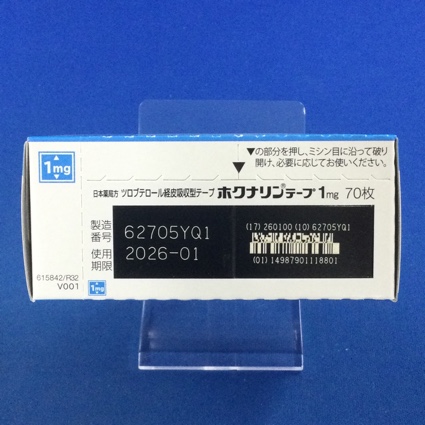 1mg
▼の部分を押し、ミシン目に沿って破り
開け、必要に応じてお使いください。
日本薬局方 ツロブテロール経皮吸収型テープ ホクナリン®テープ1mg 70枚
製造番号 62705YQ1
使用期限 2026-01
(17) 260100 (10) 62705YQ1
(01) 14987901118801
615842/R32
V001
1mg